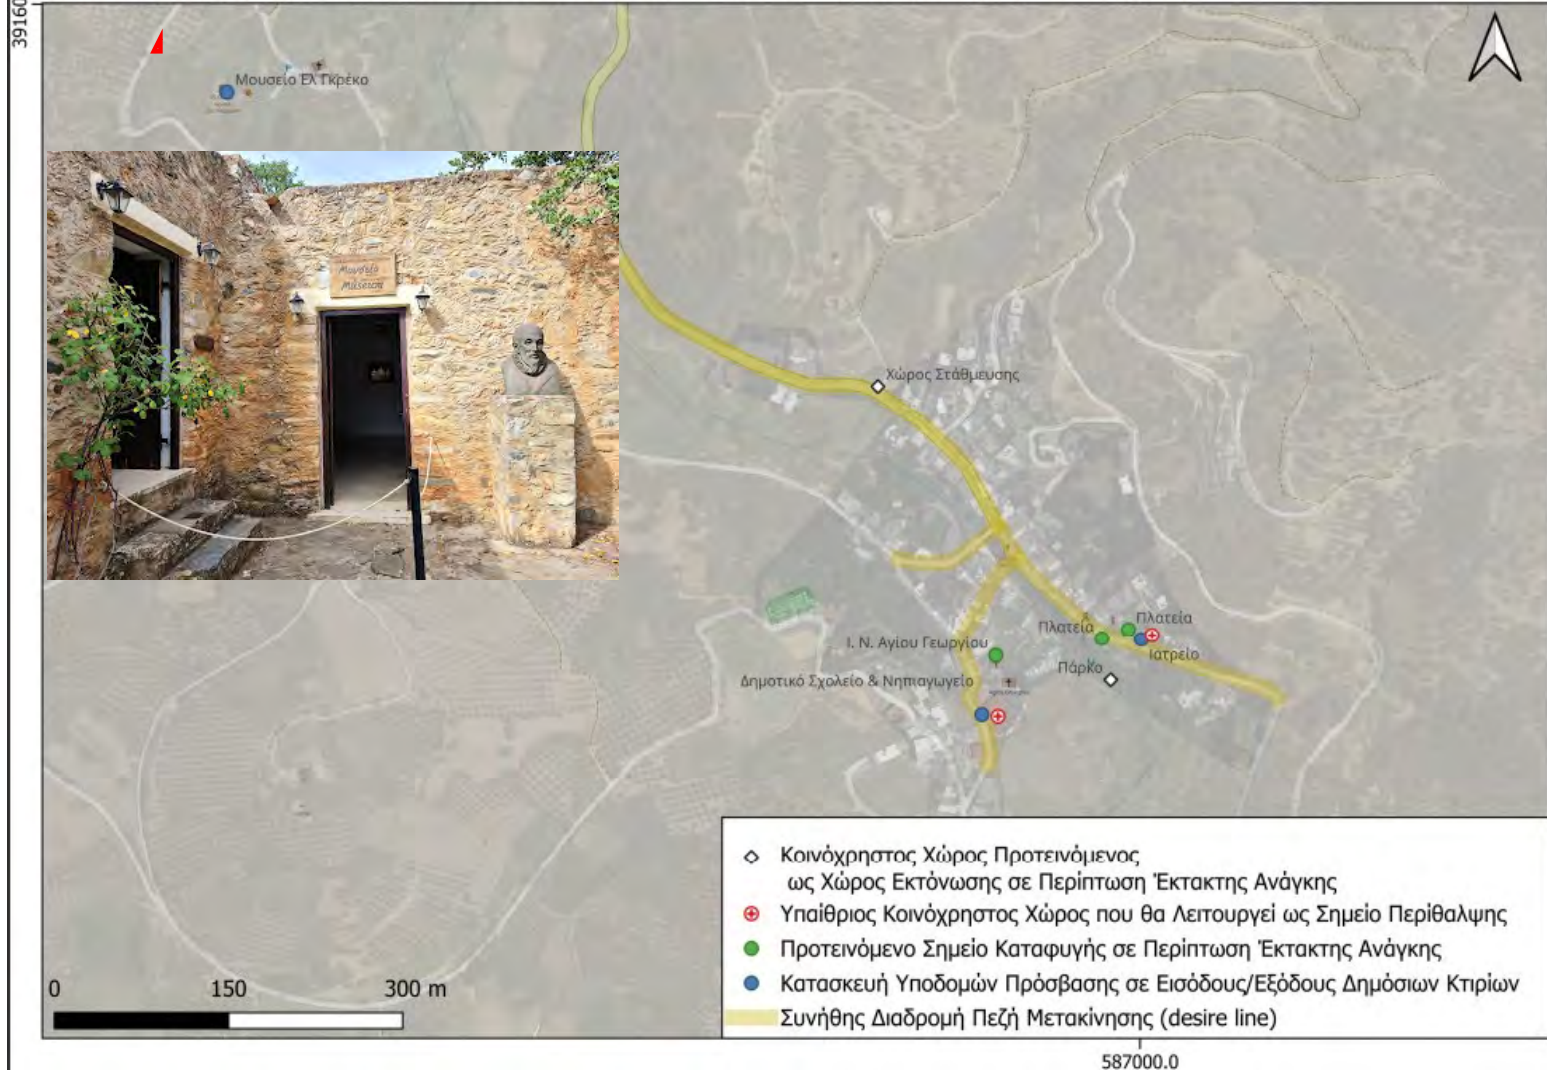 39160
Μουσείο Ελ Γκρέκο
Μουσείο
Museum
Χώρος Στάθμευσης
Πλατεία
Πλατεία
Ι. Ν. Αγίου Γεωργίου
Ιατρείο
Πάρκο
Δημοτικό Σχολείο & Νηπιαγωγείο
Κοινόχρηστος Χώρος Προτεινόμενος
ως Χώρος Εκτόνωσης σε Περίπτωση Έκτακτης Ανάγκης
Υπαίθριος Κοινόχρηστος Χώρος που θα Λειτουργεί ως Σημείο Περίθαλψης
Προτεινόμενο Σημείο Καταφυγής σε Περίπτωση Έκτακτης Ανάγκης
Κατασκευή Υποδομών Πρόσβασης σε Εισόδους/Εξόδους Δημόσιων Κτιρίων
Συνήθης Διαδρομή Πεζή Μετακίνησης (desire line)
0 150 300 m
587000.0